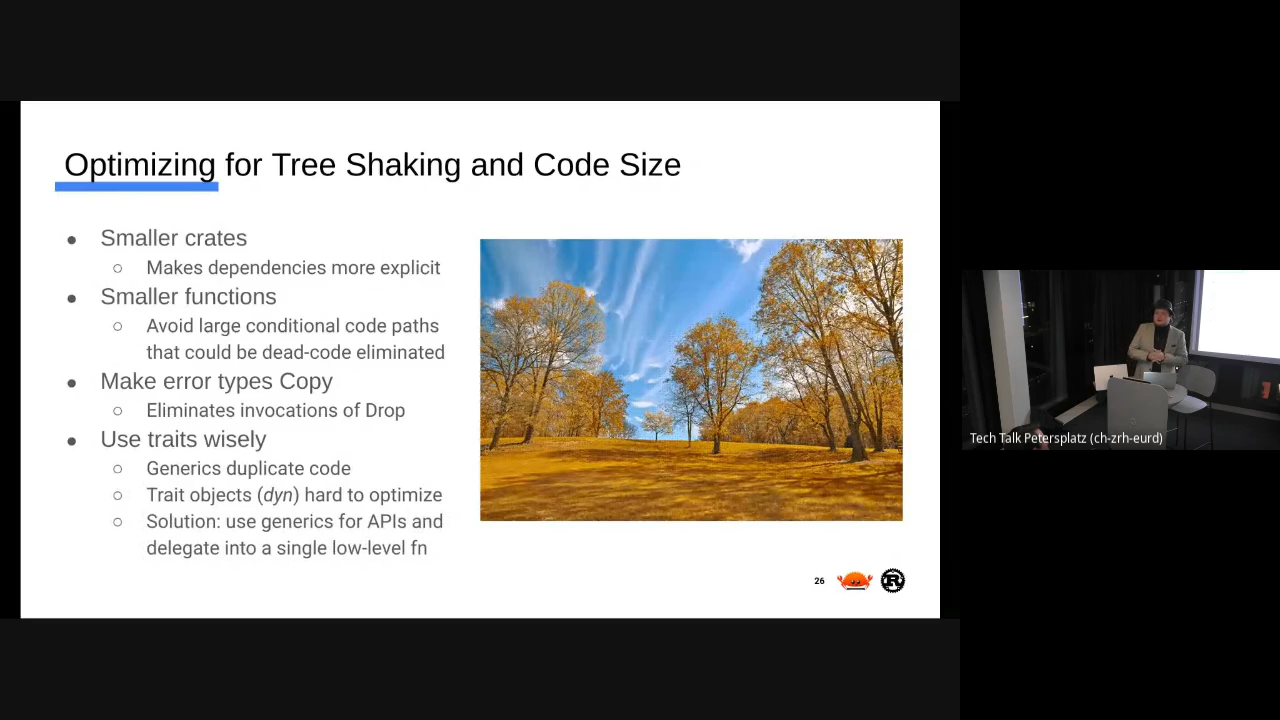 Optimizing for Tree Shaking and Code Size
● Smaller crates
○ Makes dependencies more explicit
● Smaller functions
○ Avoid large conditional code paths
that could be dead-code eliminated
● Make error types Copy
○ Eliminates invocations of Drop
● Use traits wisely
○ Generics duplicate code
○ Trait objects (dyn) hard to optimize
○ Solution: use generics for APIs and
delegate into a single low-level fn
26
R
Tech Talk Petersplatz (ch-zrh-eurd)